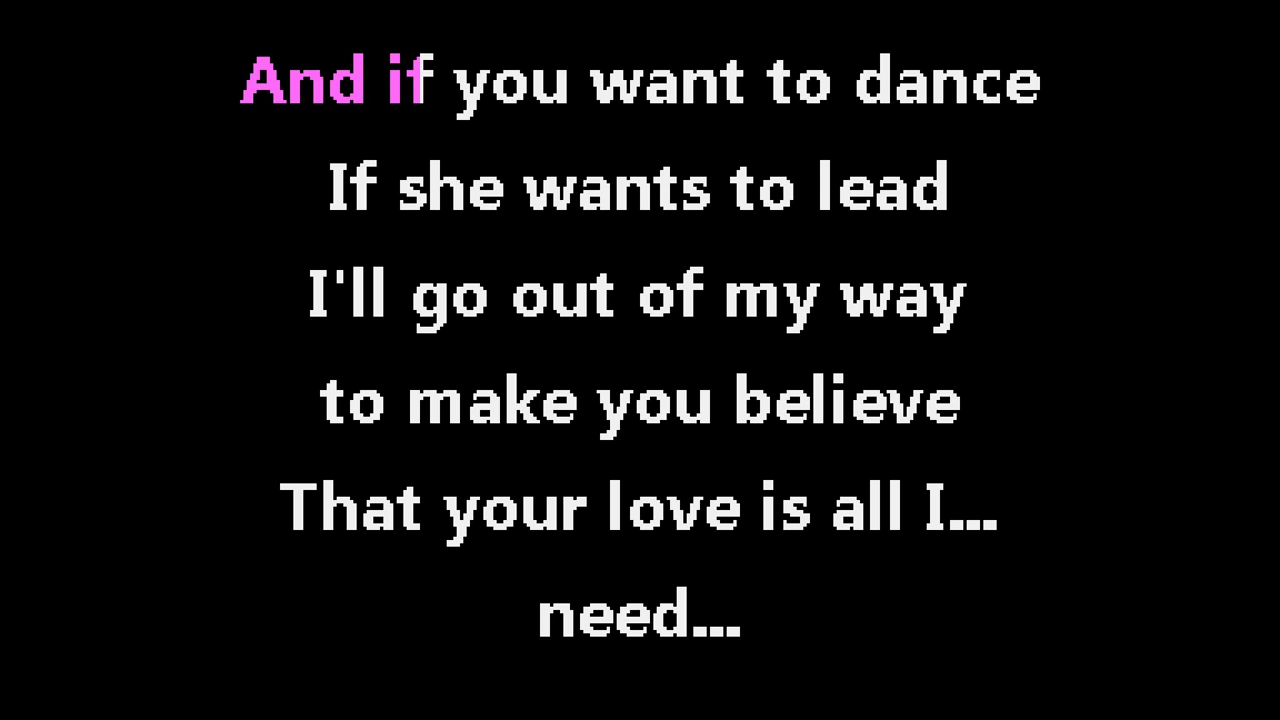 And if you want to dance
If she wants to lead
I'll go out of my way
to make you believe
That your love is all I...
need...